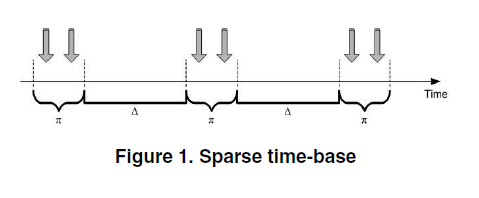 Time
π Δ π Δ π
Figure 1. Sparse time-base